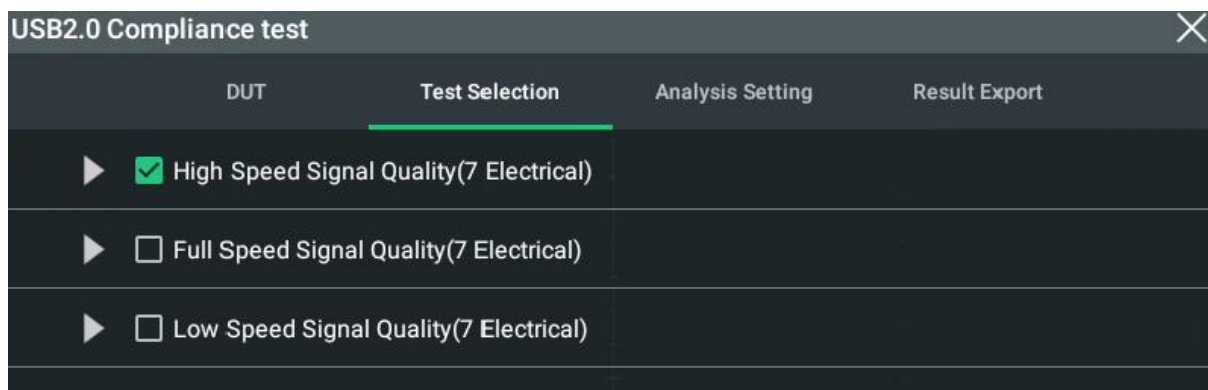 USB2.0 Compliance test
DUT Test Selection Analysis Setting Result Export
High Speed Signal Quality(7 Electrical)
Full Speed Signal Quality(7 Electrical)
Low Speed Signal Quality(7 Electrical)